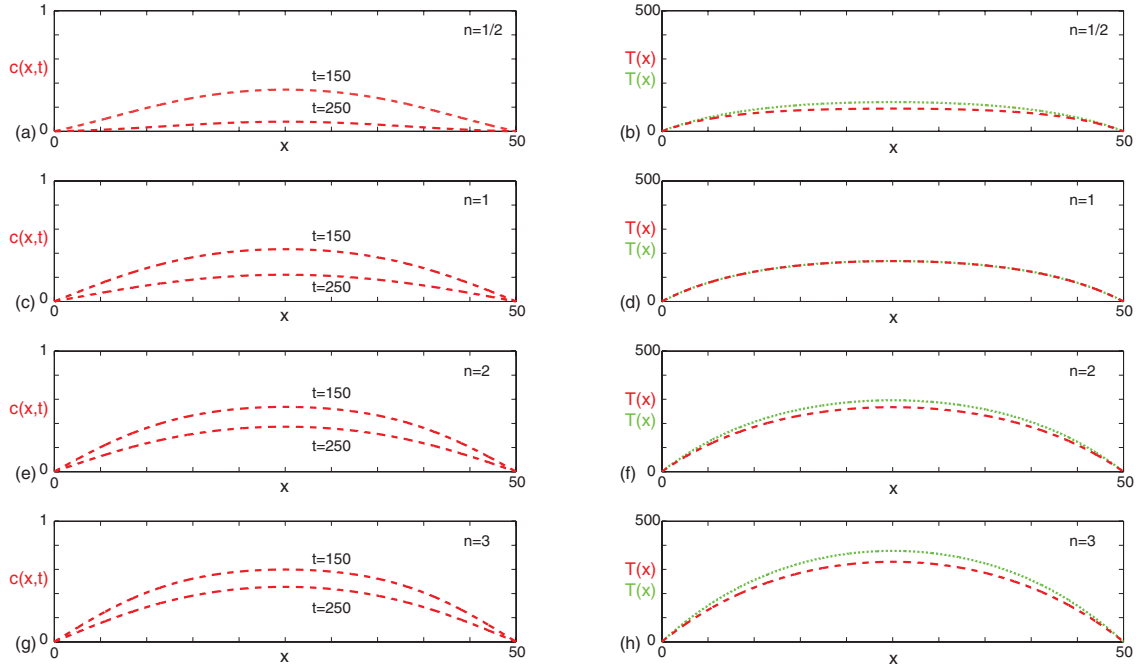 1
n=1/2
c(x,t)
t=150
t=250
(a)
0
0
x
50
500
n=1/2
T(x)
T(x)
(b)
0
0
x
50
1
n=1
c(x,t)
t=150
t=250
(c)
0
0
x
50
500
n=1
T(x)
T(x)
(d)
0
0
x
50
1
n=2
c(x,t)
t=150
t=250
(e)
0
0
x
50
500
n=2
T(x)
T(x)
(f)
0
0
x
50
1
n=3
c(x,t)
t=150
t=250
(g)
0
0
x
50
500
n=3
T(x)
T(x)
(h)
0
0
x
50